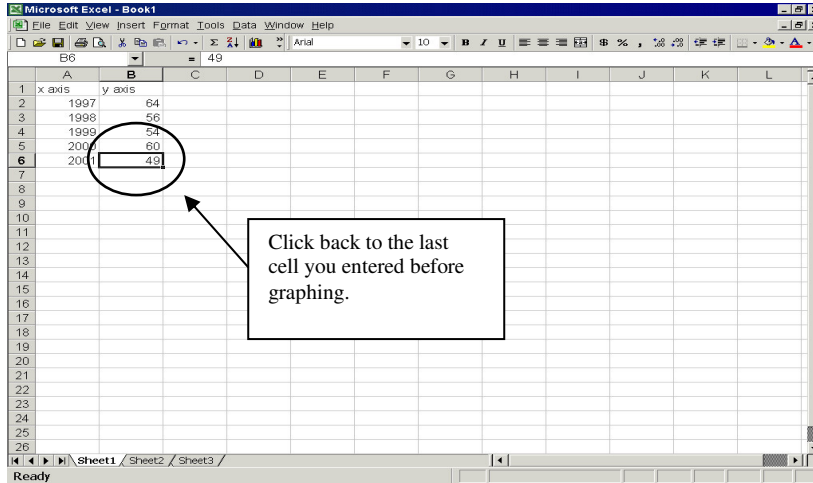 Microsoft Excel - Book1
File Edit View Insert Format Tools Data Window Help
Arial 10 B I U $ % ,
B6 = 49
A B C D E F G H I J K L
1 x axis y axis
2 1997 64
3 1998 56
4 1999 54
5 2000 60
6 2001 49
7
8
9
10
11
12
13
14
15
16
17
18
19
20
21
22
23
24
25
26
Click back to the last
cell you entered before
graphing.
Sheet1 Sheet2 Sheet3
Ready